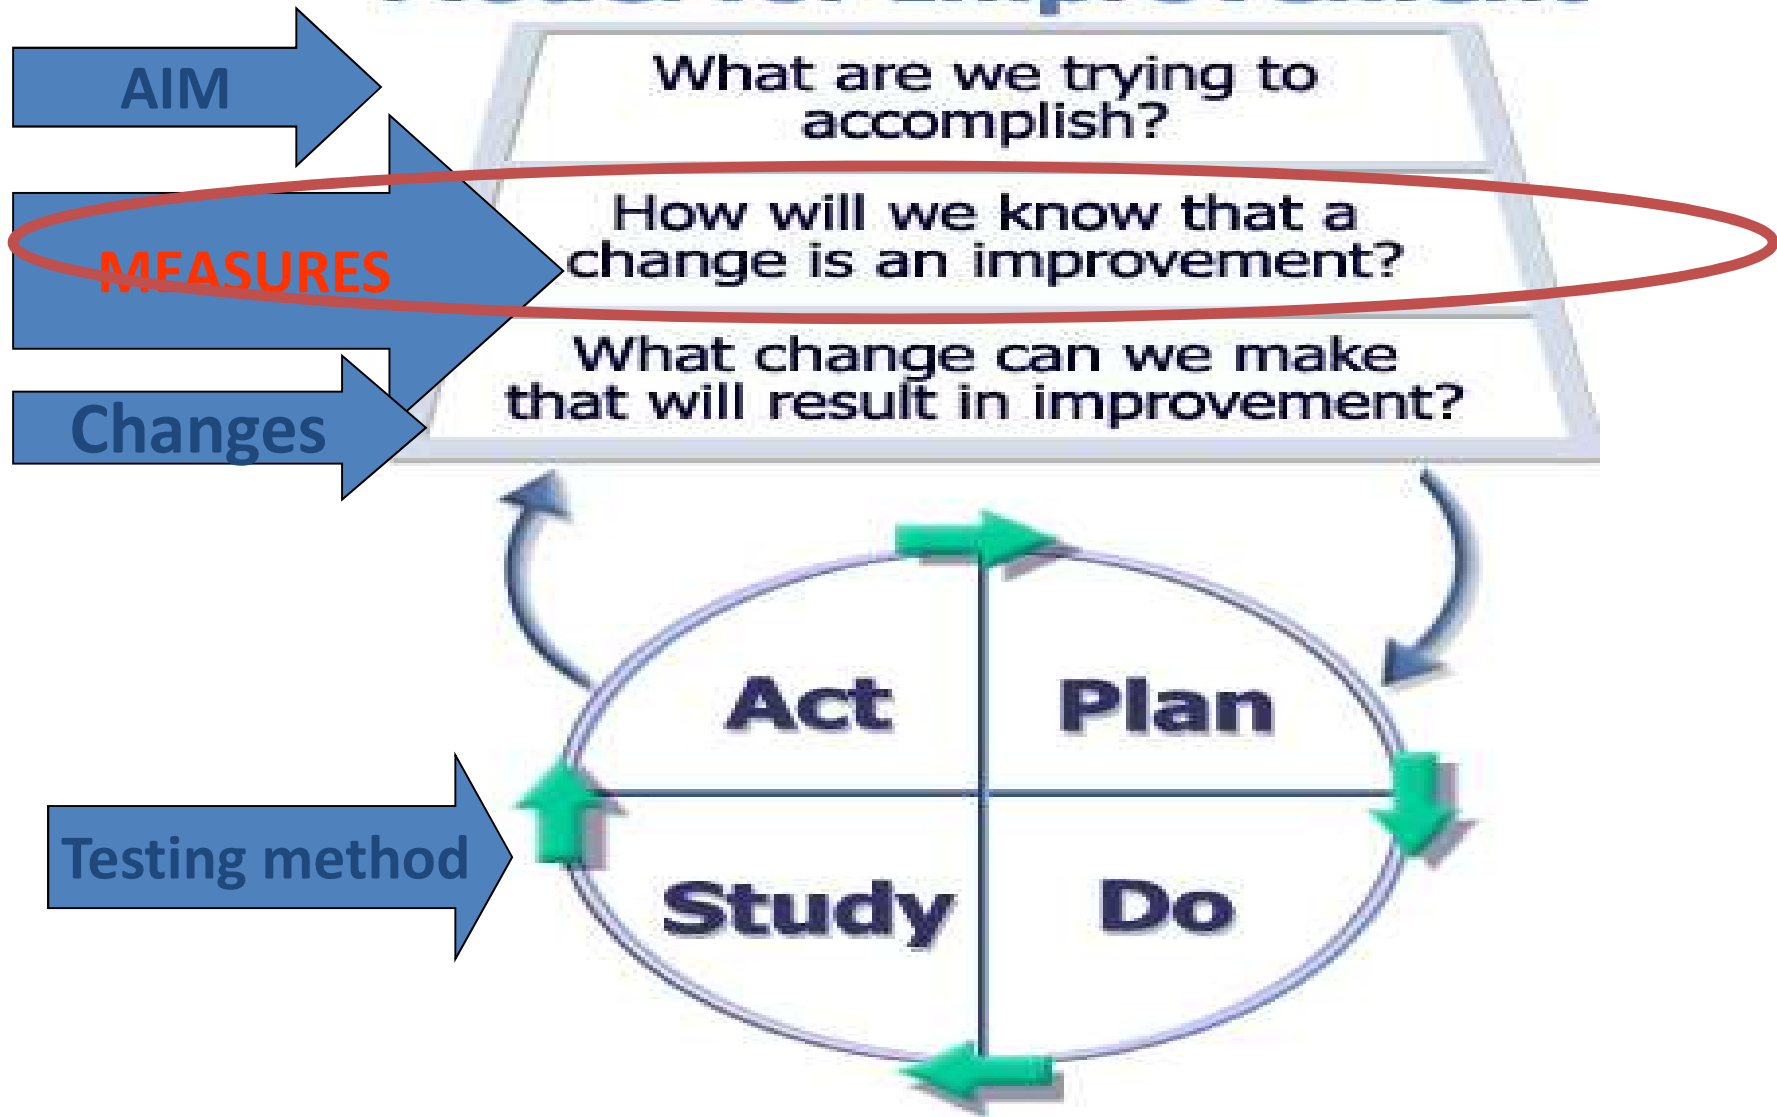 AIM
What are we trying to
accomplish?
MEASURES
How will we know that a
change is an improvement?
Changes
What change can we make
that will result in improvement?
Act
Plan
Testing method
Study
Do